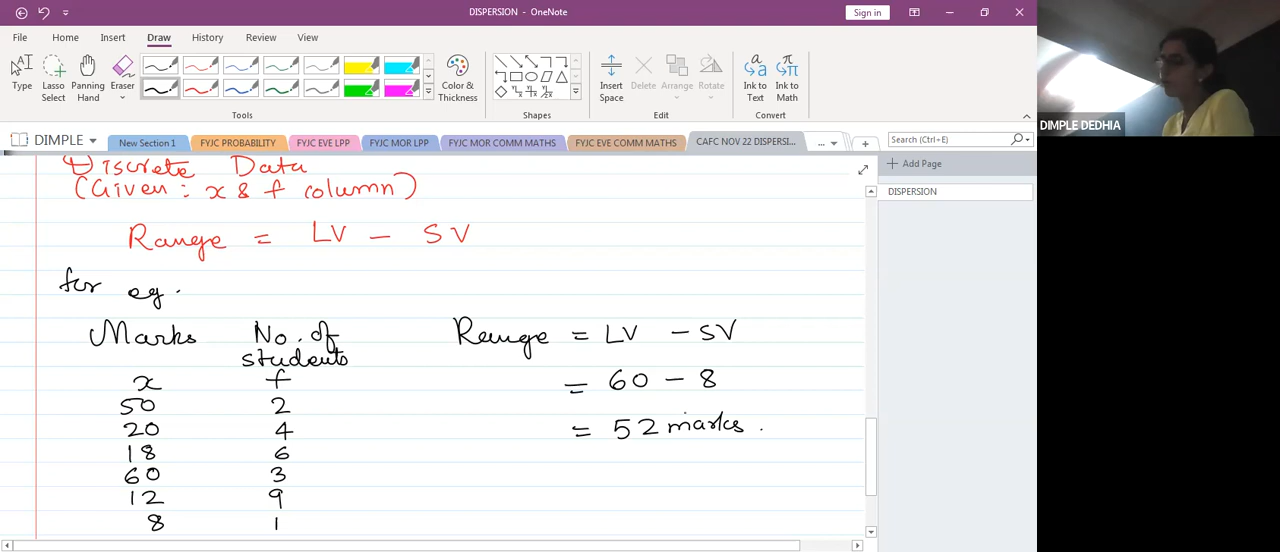 DISPERSION - OneNote
Sign in
File Home Insert Draw History Review View
Type Lasso Select Panning Hand Eraser Color & Thickness Insert Space Delete Arrange Rotate Ink to Text Ink to Math
Tools Shapes Edit Convert
DIMPLE New Section 1 FYJC PROBABILITY FYJC EVE LPP FYJC MOR LPP FYJC MOR COMM MATHS FYJC EVE COMM MATHS CAFC NOV 22 DISPERSI... ... Search (Ctrl+E)
Add Page
DISPERSION
DIMPLE DEDHIA
Discrete Data
(Given : x & f column)
Range = LV - SV
for eg.
Marks No. of students
x f
50 2
20 4
18 6
60 3
12 9
8 1
Range = LV - SV
= 60 - 8
= 52 marks.